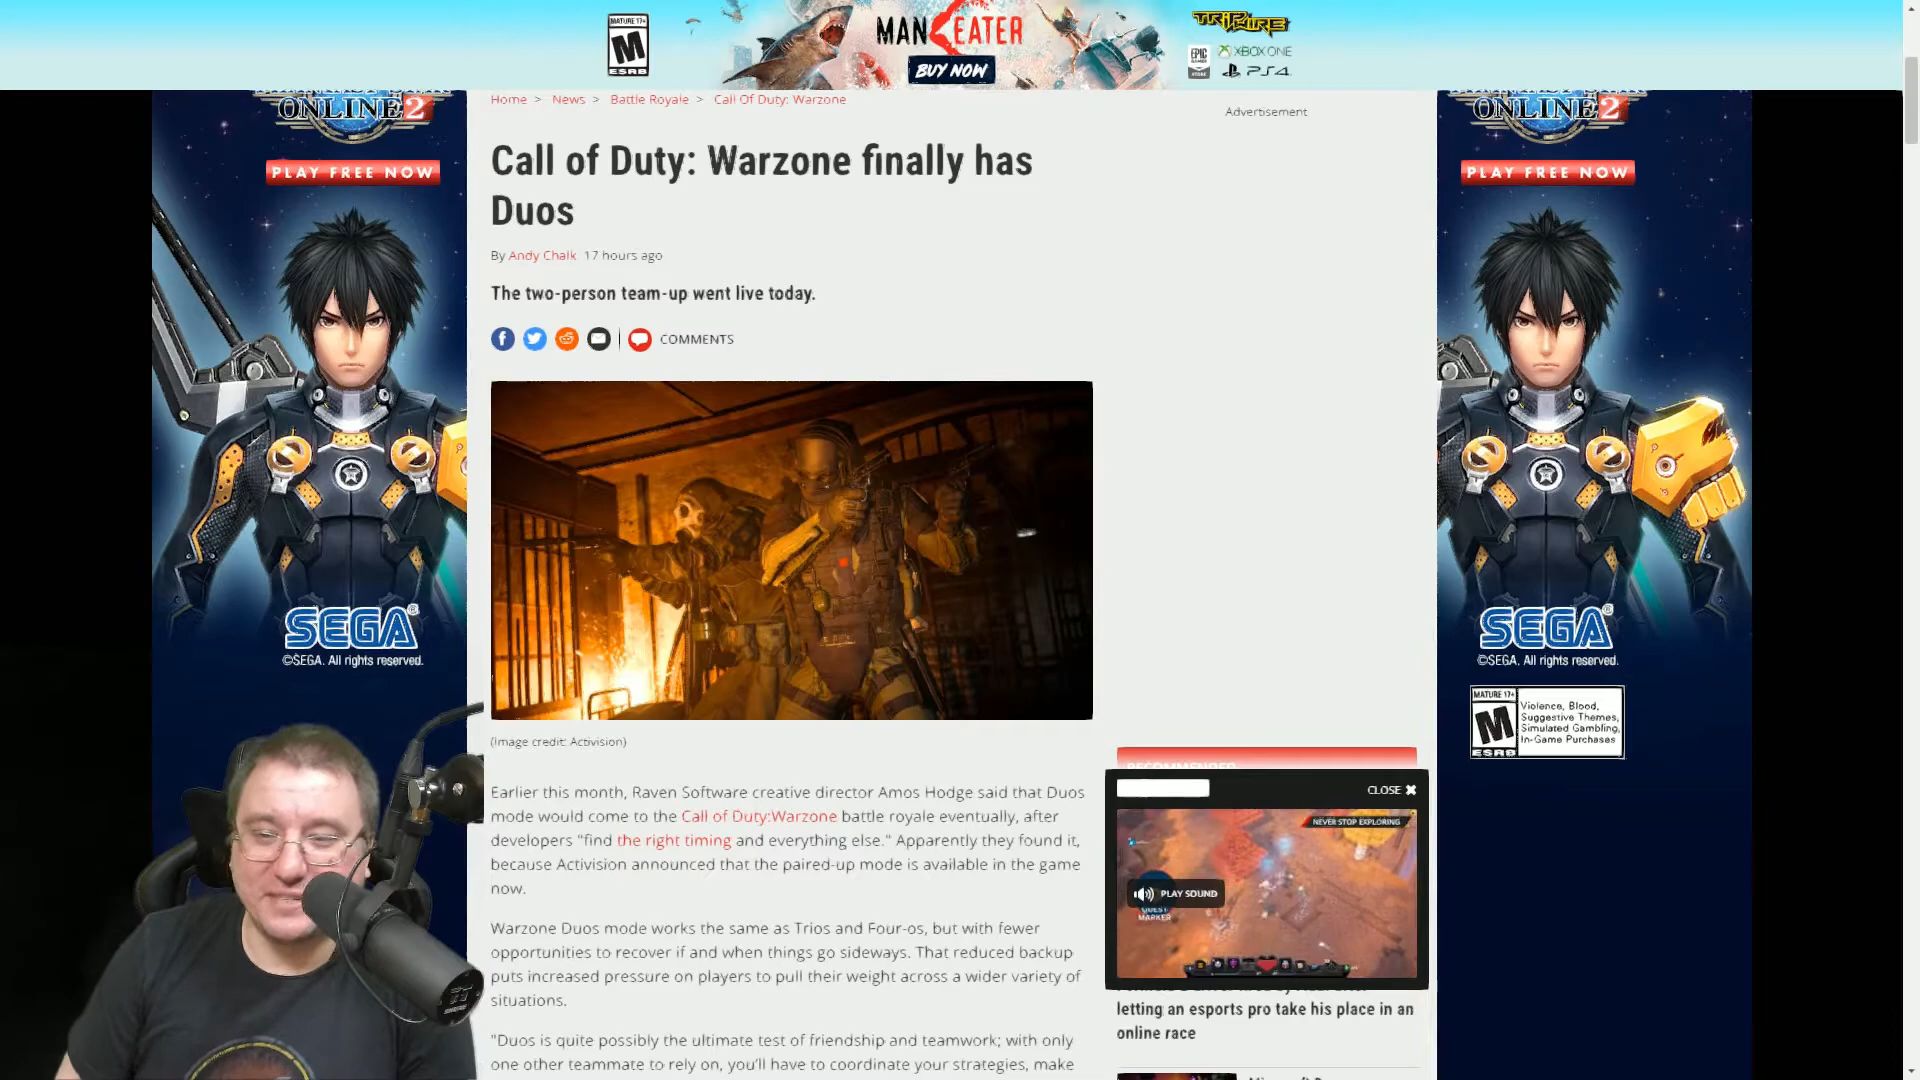 MATURE 17+
M
ESRB
MANEATER
BUY NOW
TRIPWIRE
EPIC GAMES STORE
XBOX ONE
PS4
ONLINE 2
PLAY FREE NOW
SEGA
©SEGA. All rights reserved.
Home > News > Battle Royale > Call Of Duty: Warzone
Advertisement
Call of Duty: Warzone finally has
Duos
By Andy Chalk 17 hours ago
The two-person team-up went live today.
COMMENTS
(Image credit: Activision)
Earlier this month, Raven Software creative director Amos Hodge said that Duos
mode would come to the Call of Duty:Warzone battle royale eventually, after
developers "find the right timing and everything else." Apparently they found it,
because Activision announced that the paired-up mode is available in the game
now.
Warzone Duos mode works the same as Trios and Four-os, but with fewer
opportunities to recover if and when things go sideways. That reduced backup
puts increased pressure on players to pull their weight across a wider variety of
situations.
"Duos is quite possibly the ultimate test of friendship and teamwork; with only
one other teammate to rely on, you'll have to coordinate your strategies, make
RECOMMENDED
CLOSE ✖
NEVER STOP EXPLORING
PLAY SOUND
QUEST
MARKER
letting an esports pro take his place in an
online race
ONLINE 2
PLAY FREE NOW
SEGA
©SEGA. All rights reserved.
MATURE 17+
M
ESRB
Violence, Blood,
Suggestive Themes,
Simulated Gambling,
In-Game Purchases